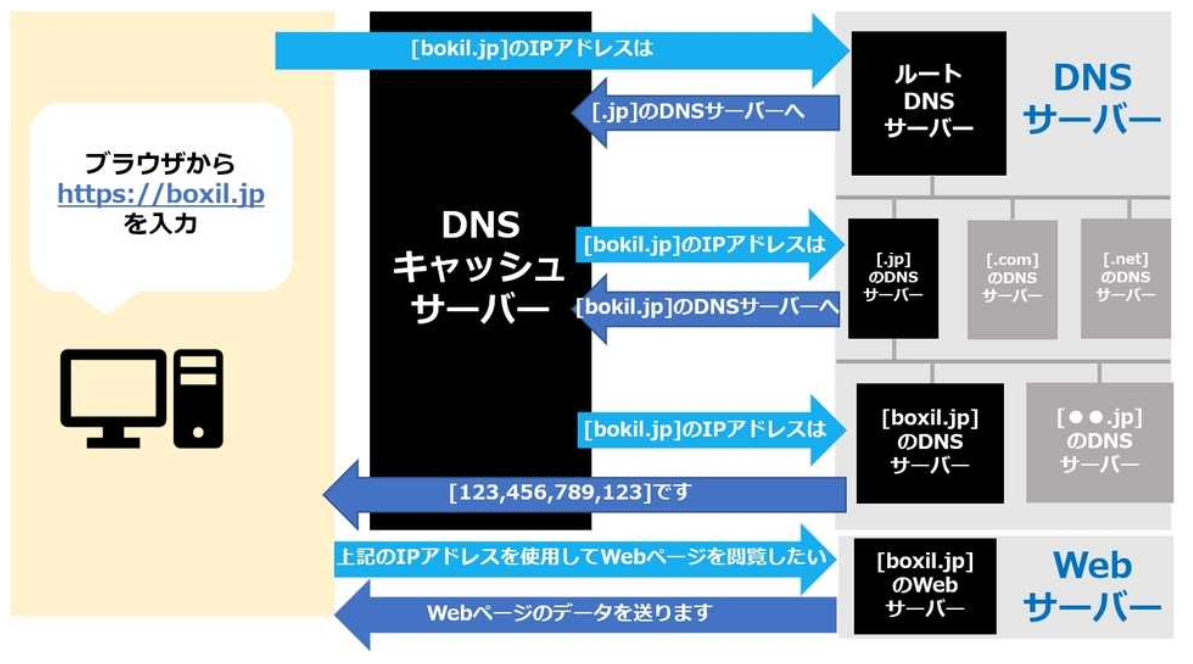 [bokil.jp]のIPアドレスは
ルート
DNS
サーバー
DNS
サーバー
[.jp]のDNSサーバーへ
ブラウザから
https://boxil.jp
を入力
DNS
キャッシュ
サーバー
[bokil.jp]のIPアドレスは
[.jp]
のDNS
サーバー
[.com]
のDNS
サーバー
[.net]
のDNS
サーバー
[bokil.jp]のDNSサーバーへ
[bokil.jp]のIPアドレスは
[boxil.jp]
のDNS
サーバー
[●●.jp]
のDNS
サーバー
[123,456,789,123]です
上記のIPアドレスを使用してWebページを閲覧したい
[boxil.jp]
のWeb
サーバー
Web
サーバー
Webページのデータを送ります